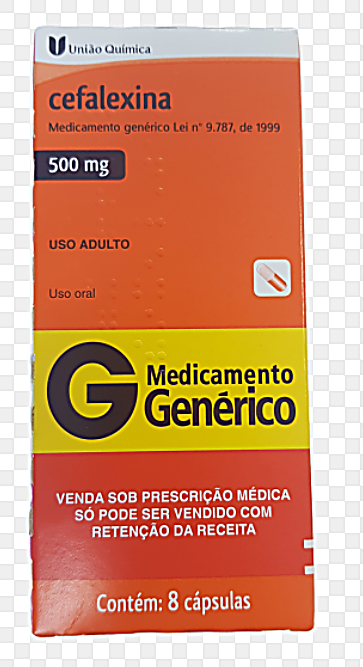 União Química
cefalexina
Medicamento genérico Lei n° 9.787, de 1999
500 mg
USO ADULTO
Uso oral
G Medicamento
Genérico
VENDA SOB PRESCRIÇÃO MÉDICA
SÓ PODE SER VENDIDO COM
RETENÇÃO DA RECEITA
Contém: 8 cápsulas